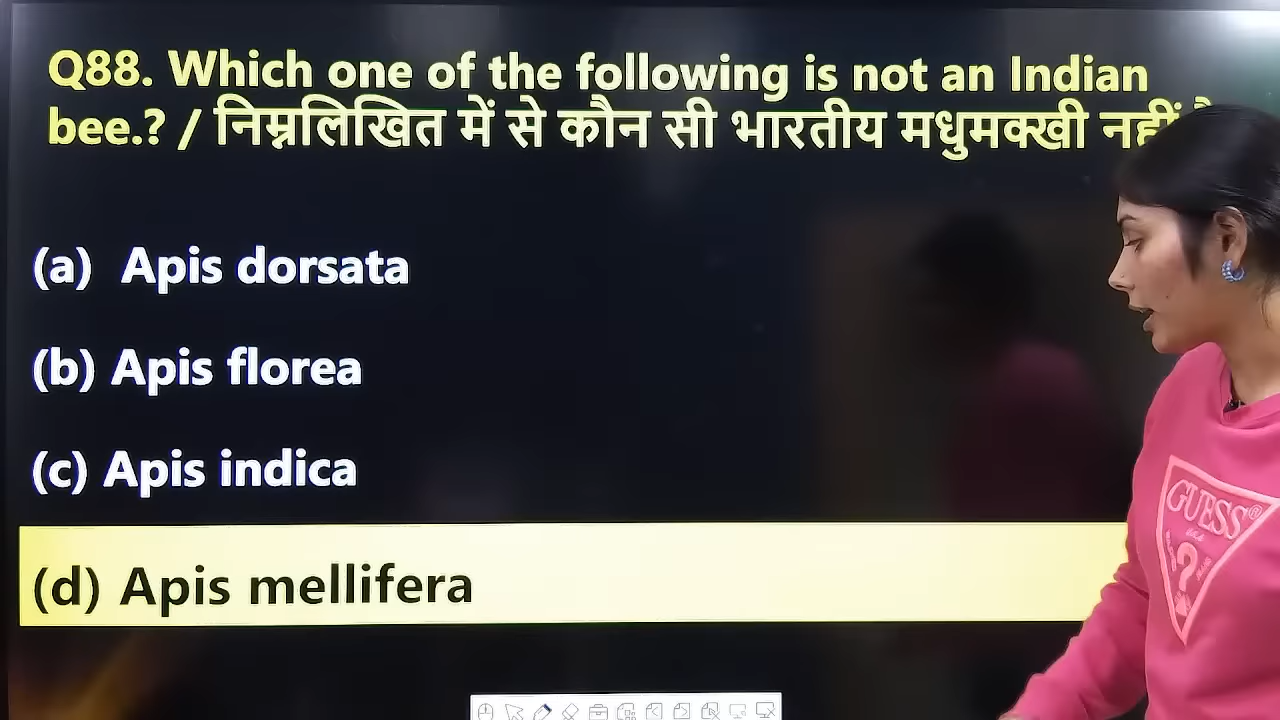 Q88. Which one of the following is not an Indian
bee.? / निम्नलिखित में से कौन सी भारतीय मधुमक्खी नहीं
(a) Apis dorsata
(b) Apis florea
(c) Apis indica
(d) Apis mellifera
GUESS®
?